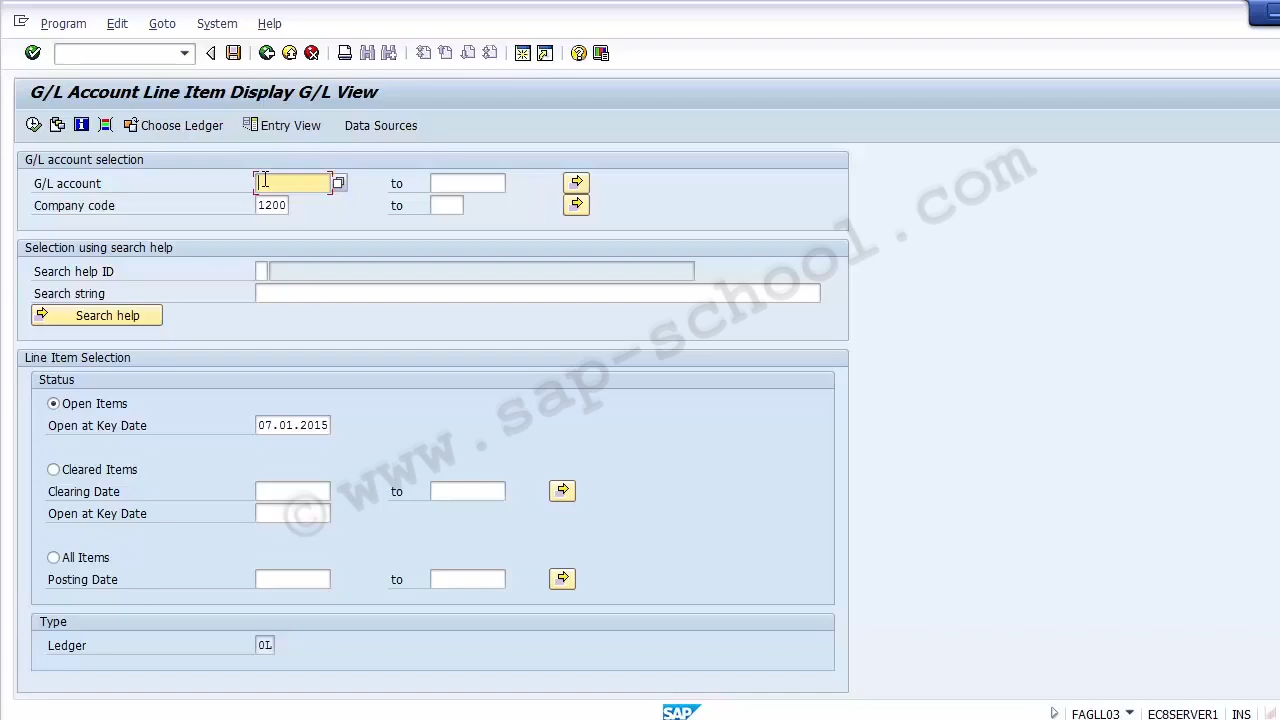 Program Edit Goto System Help
G/L Account Line Item Display G/L View
Choose Ledger Entry View Data Sources
G/L account selection
G/L account to
Company code 1200 to
Selection using search help
Search help ID
Search string
Search help
Line Item Selection
Status
Open Items
Open at Key Date 07.01.2015
Cleared Items
Clearing Date to
Open at Key Date
All Items
Posting Date to
Type
Ledger 0L
© www.sap-school.com
SAP FAGLL03 EC8SERVER1 INS